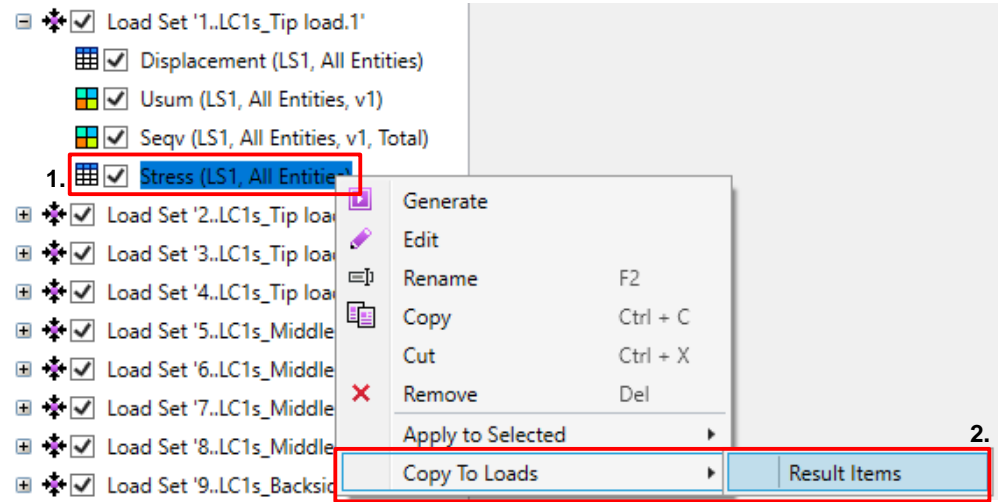 Load Set '1..LC1s_Tip load.1'
Displacement (LS1, All Entities)
Usum (LS1, All Entities, v1)
Seqv (LS1, All Entities, v1, Total)
1. Stress (LS1, All Entities)
Generate
Load Set '2..LC1s_Tip load
Edit
Load Set '3..LC1s_Tip load
Rename F2
Load Set '4..LC1s_Tip load
Copy Ctrl + C
Load Set '5..LC1s_Middle
Cut Ctrl + X
Load Set '6..LC1s_Middle
Remove Del
Load Set '7..LC1s_Middle
Apply to Selected
2.
Load Set '8..LC1s_Middle
Copy To Loads
Result Items
Load Set '9..LC1s_Backsid